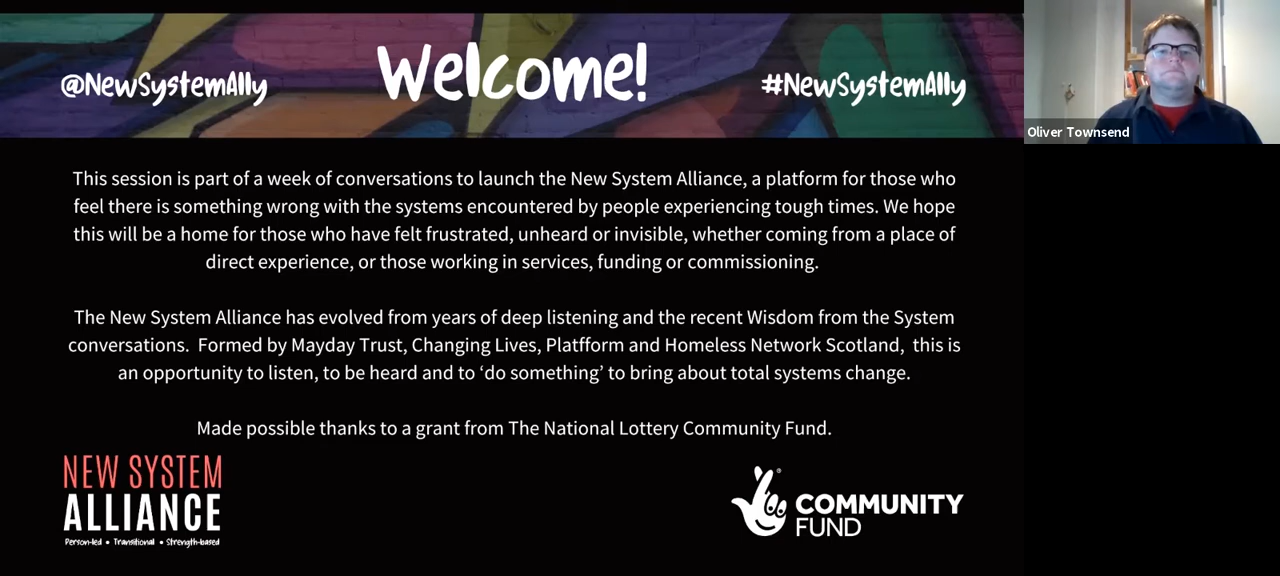 @NewSystemAlly
Welcome!
#NewSystemAlly
Oliver Townsend
This session is part of a week of conversations to launch the New System Alliance, a platform for those who
feel there is something wrong with the systems encountered by people experiencing tough times. We hope
this will be a home for those who have felt frustrated, unheard or invisible, whether coming from a place of
direct experience, or those working in services, funding or commissioning.
The New System Alliance has evolved from years of deep listening and the recent Wisdom from the System
conversations. Formed by Mayday Trust, Changing Lives, Platfform and Homeless Network Scotland, this is
an opportunity to listen, to be heard and to ‘do something’ to bring about total systems change.
Made possible thanks to a grant from The National Lottery Community Fund.
NEW SYSTEM
ALLIANCE
Person-led • Transitional • Strength-based
COMMUNITY
FUND